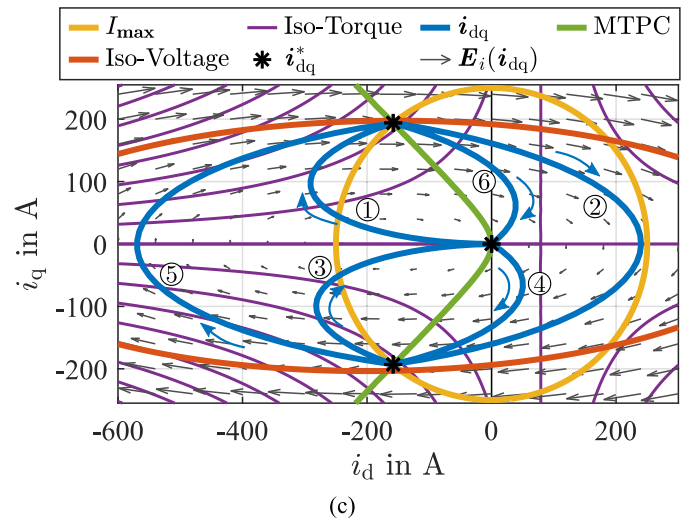 I_max Iso-Torque i_dq MTPC
Iso-Voltage i*_dq E_i(i_dq)
200
100
0
-100
-200
i_q in A
① ② ③ ④ ⑤ ⑥
-600 -400 -200 0 200
i_d in A
(c)